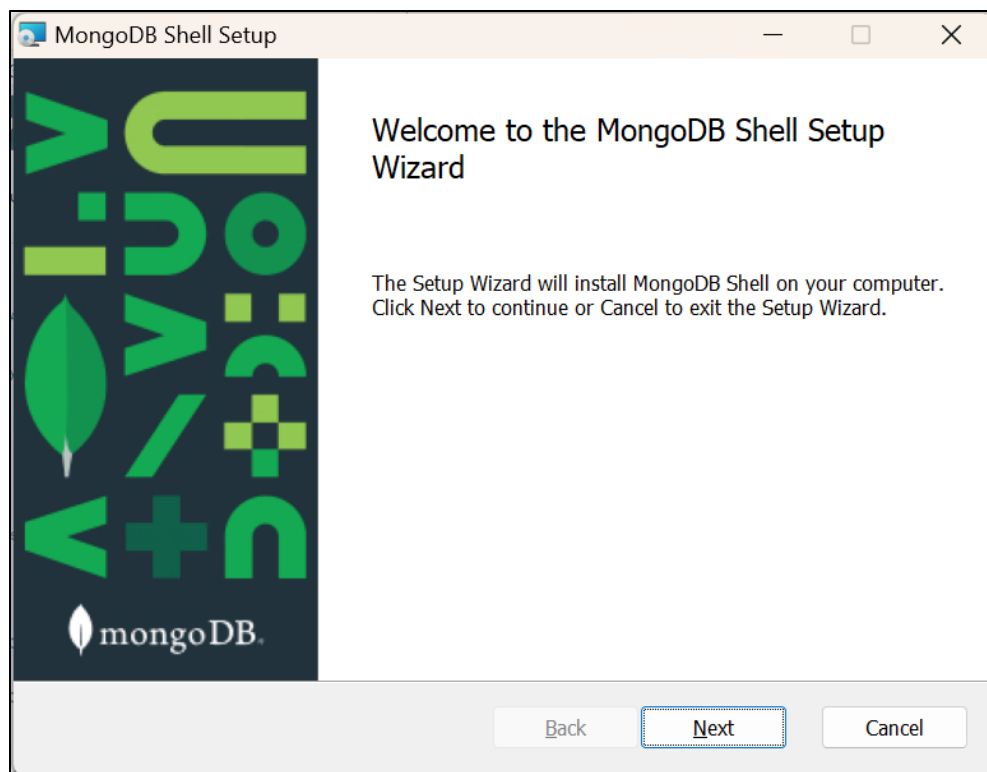 MongoDB Shell Setup
Welcome to the MongoDB Shell Setup
Wizard
The Setup Wizard will install MongoDB Shell on your computer.
Click Next to continue or Cancel to exit the Setup Wizard.
mongoDB.
Back
Next
Cancel